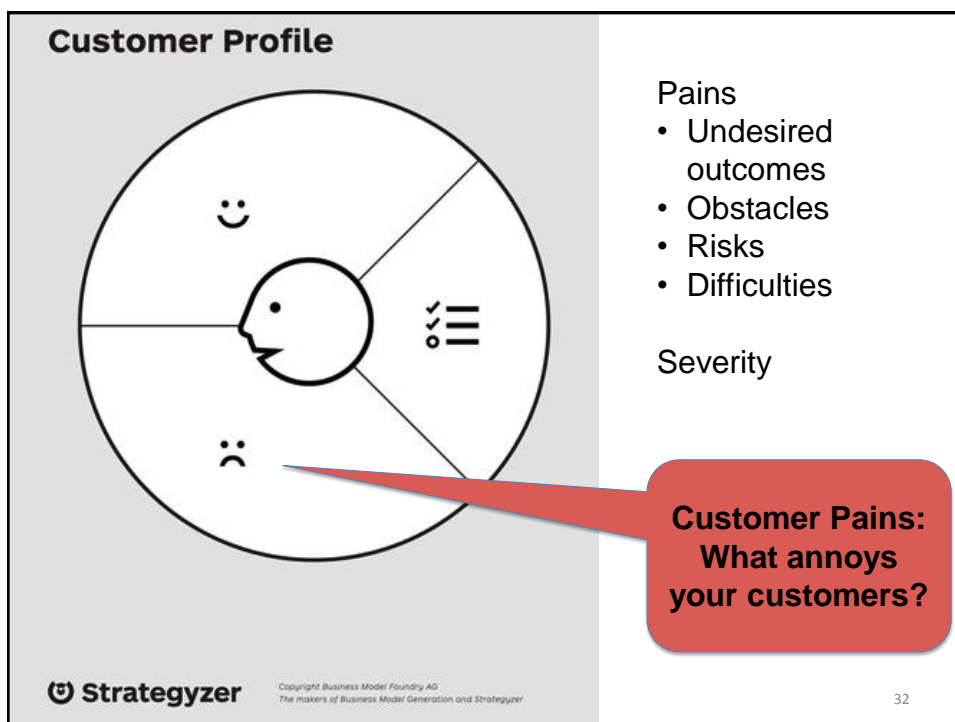 Customer Profile
Pains
• Undesired
outcomes
• Obstacles
• Risks
• Difficulties
Severity
Customer Pains:
What annoys
your customers?
Strategyzer
Copyright Business Model Foundry AG
The makers of Business Model Generation and Strategyzer
32